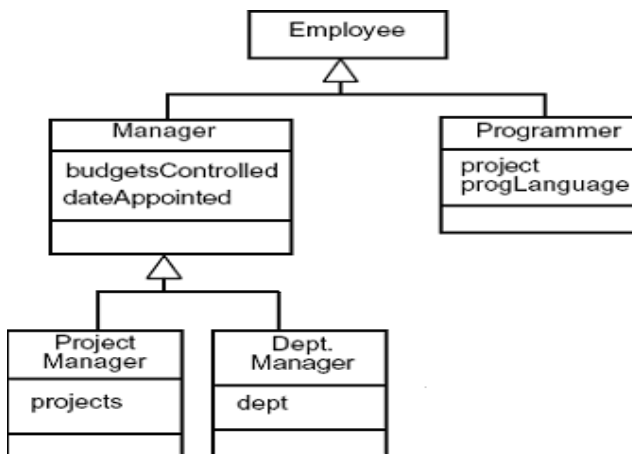 Employee
Manager
budgetsControlled
dateAppointed
Programmer
project
progLanguage
Project
Manager
projects
Dept.
Manager
dept